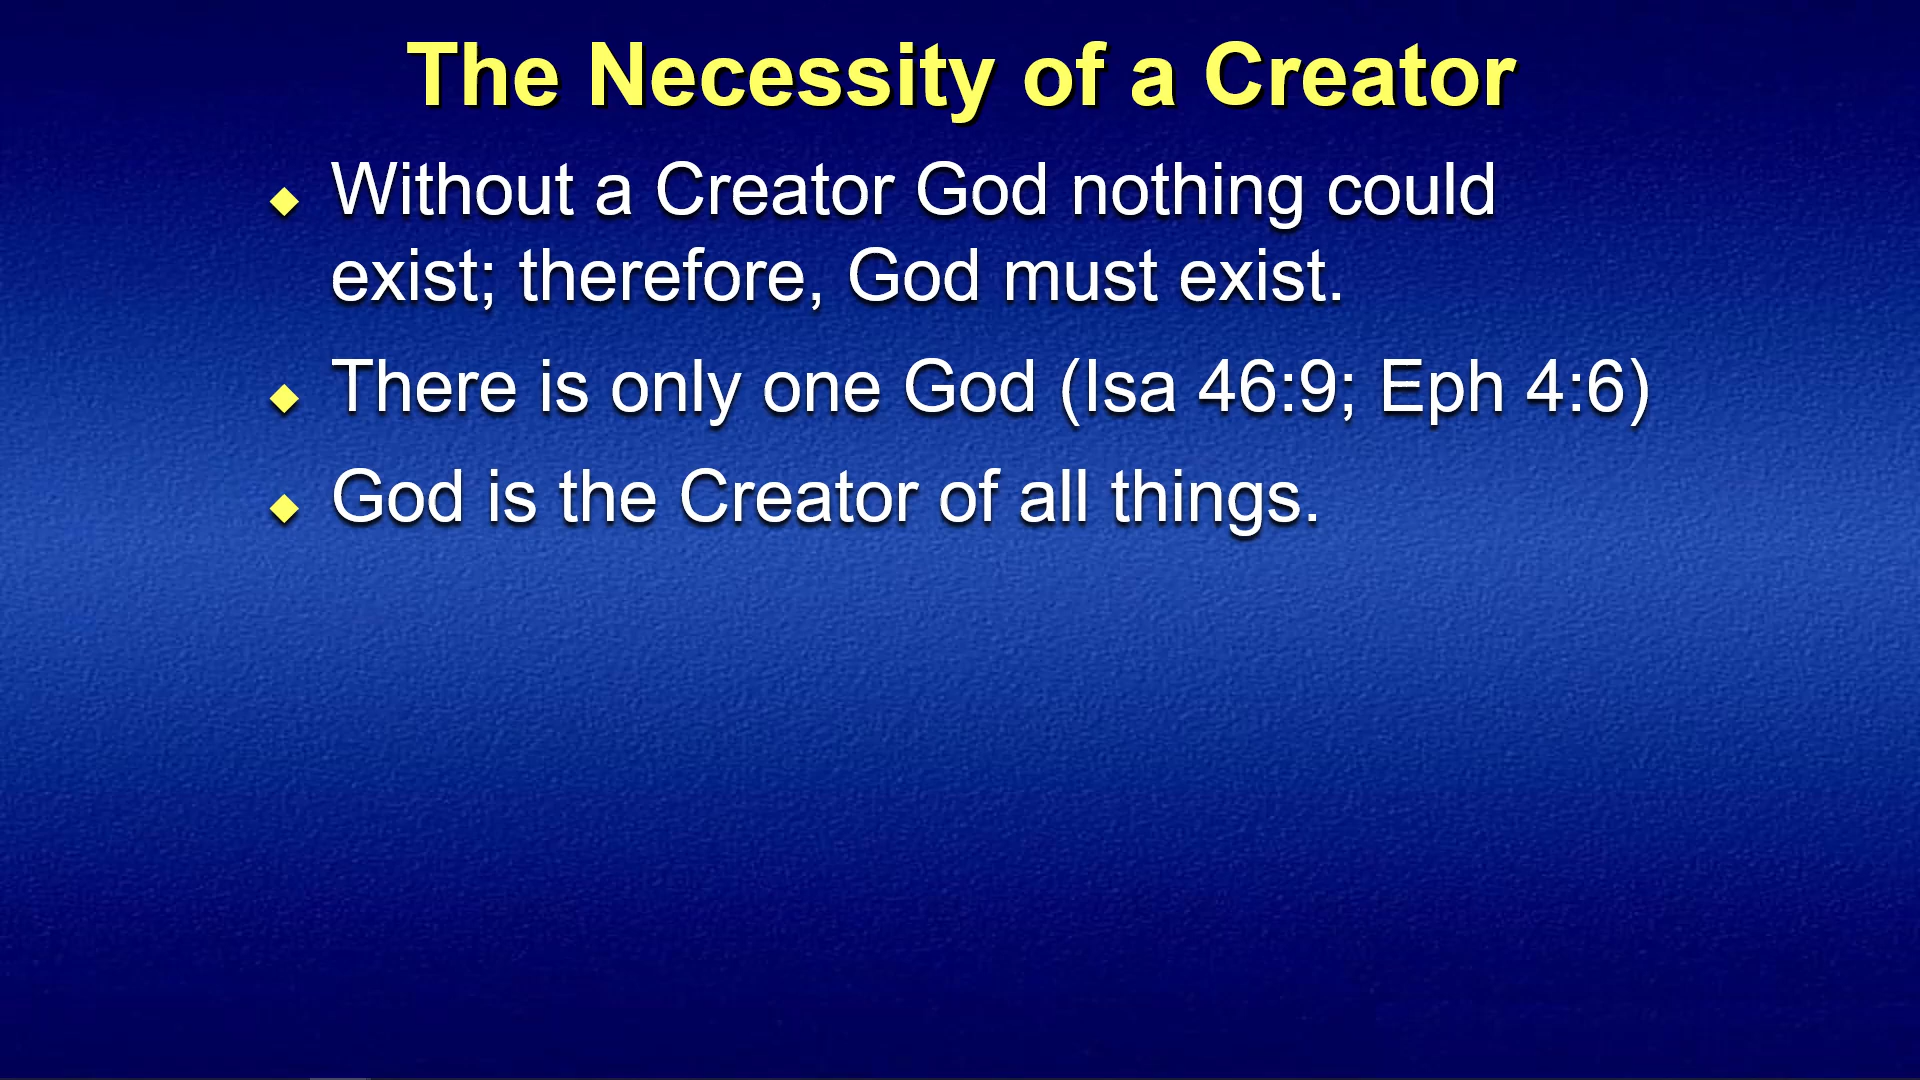 The Necessity of a Creator
Without a Creator God nothing could
exist; therefore, God must exist.
There is only one God (Isa 46:9; Eph 4:6)
God is the Creator of all things.